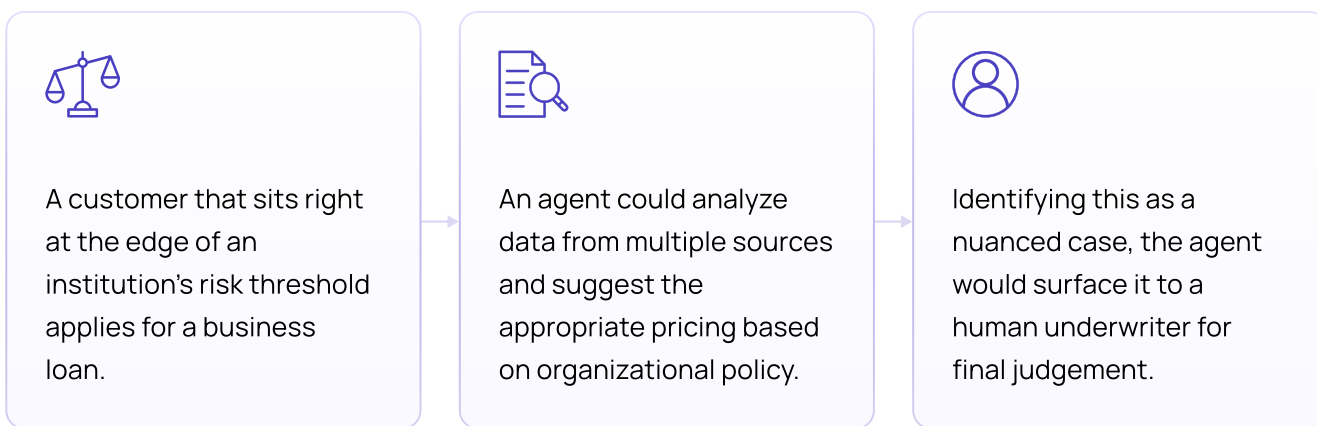 A customer that sits right
at the edge of an
institution’s risk threshold
applies for a business
loan.
An agent could analyze
data from multiple sources
and suggest the
appropriate pricing based
on organizational policy.
Identifying this as a
nuanced case, the agent
would surface it to a
human underwriter for
final judgement.